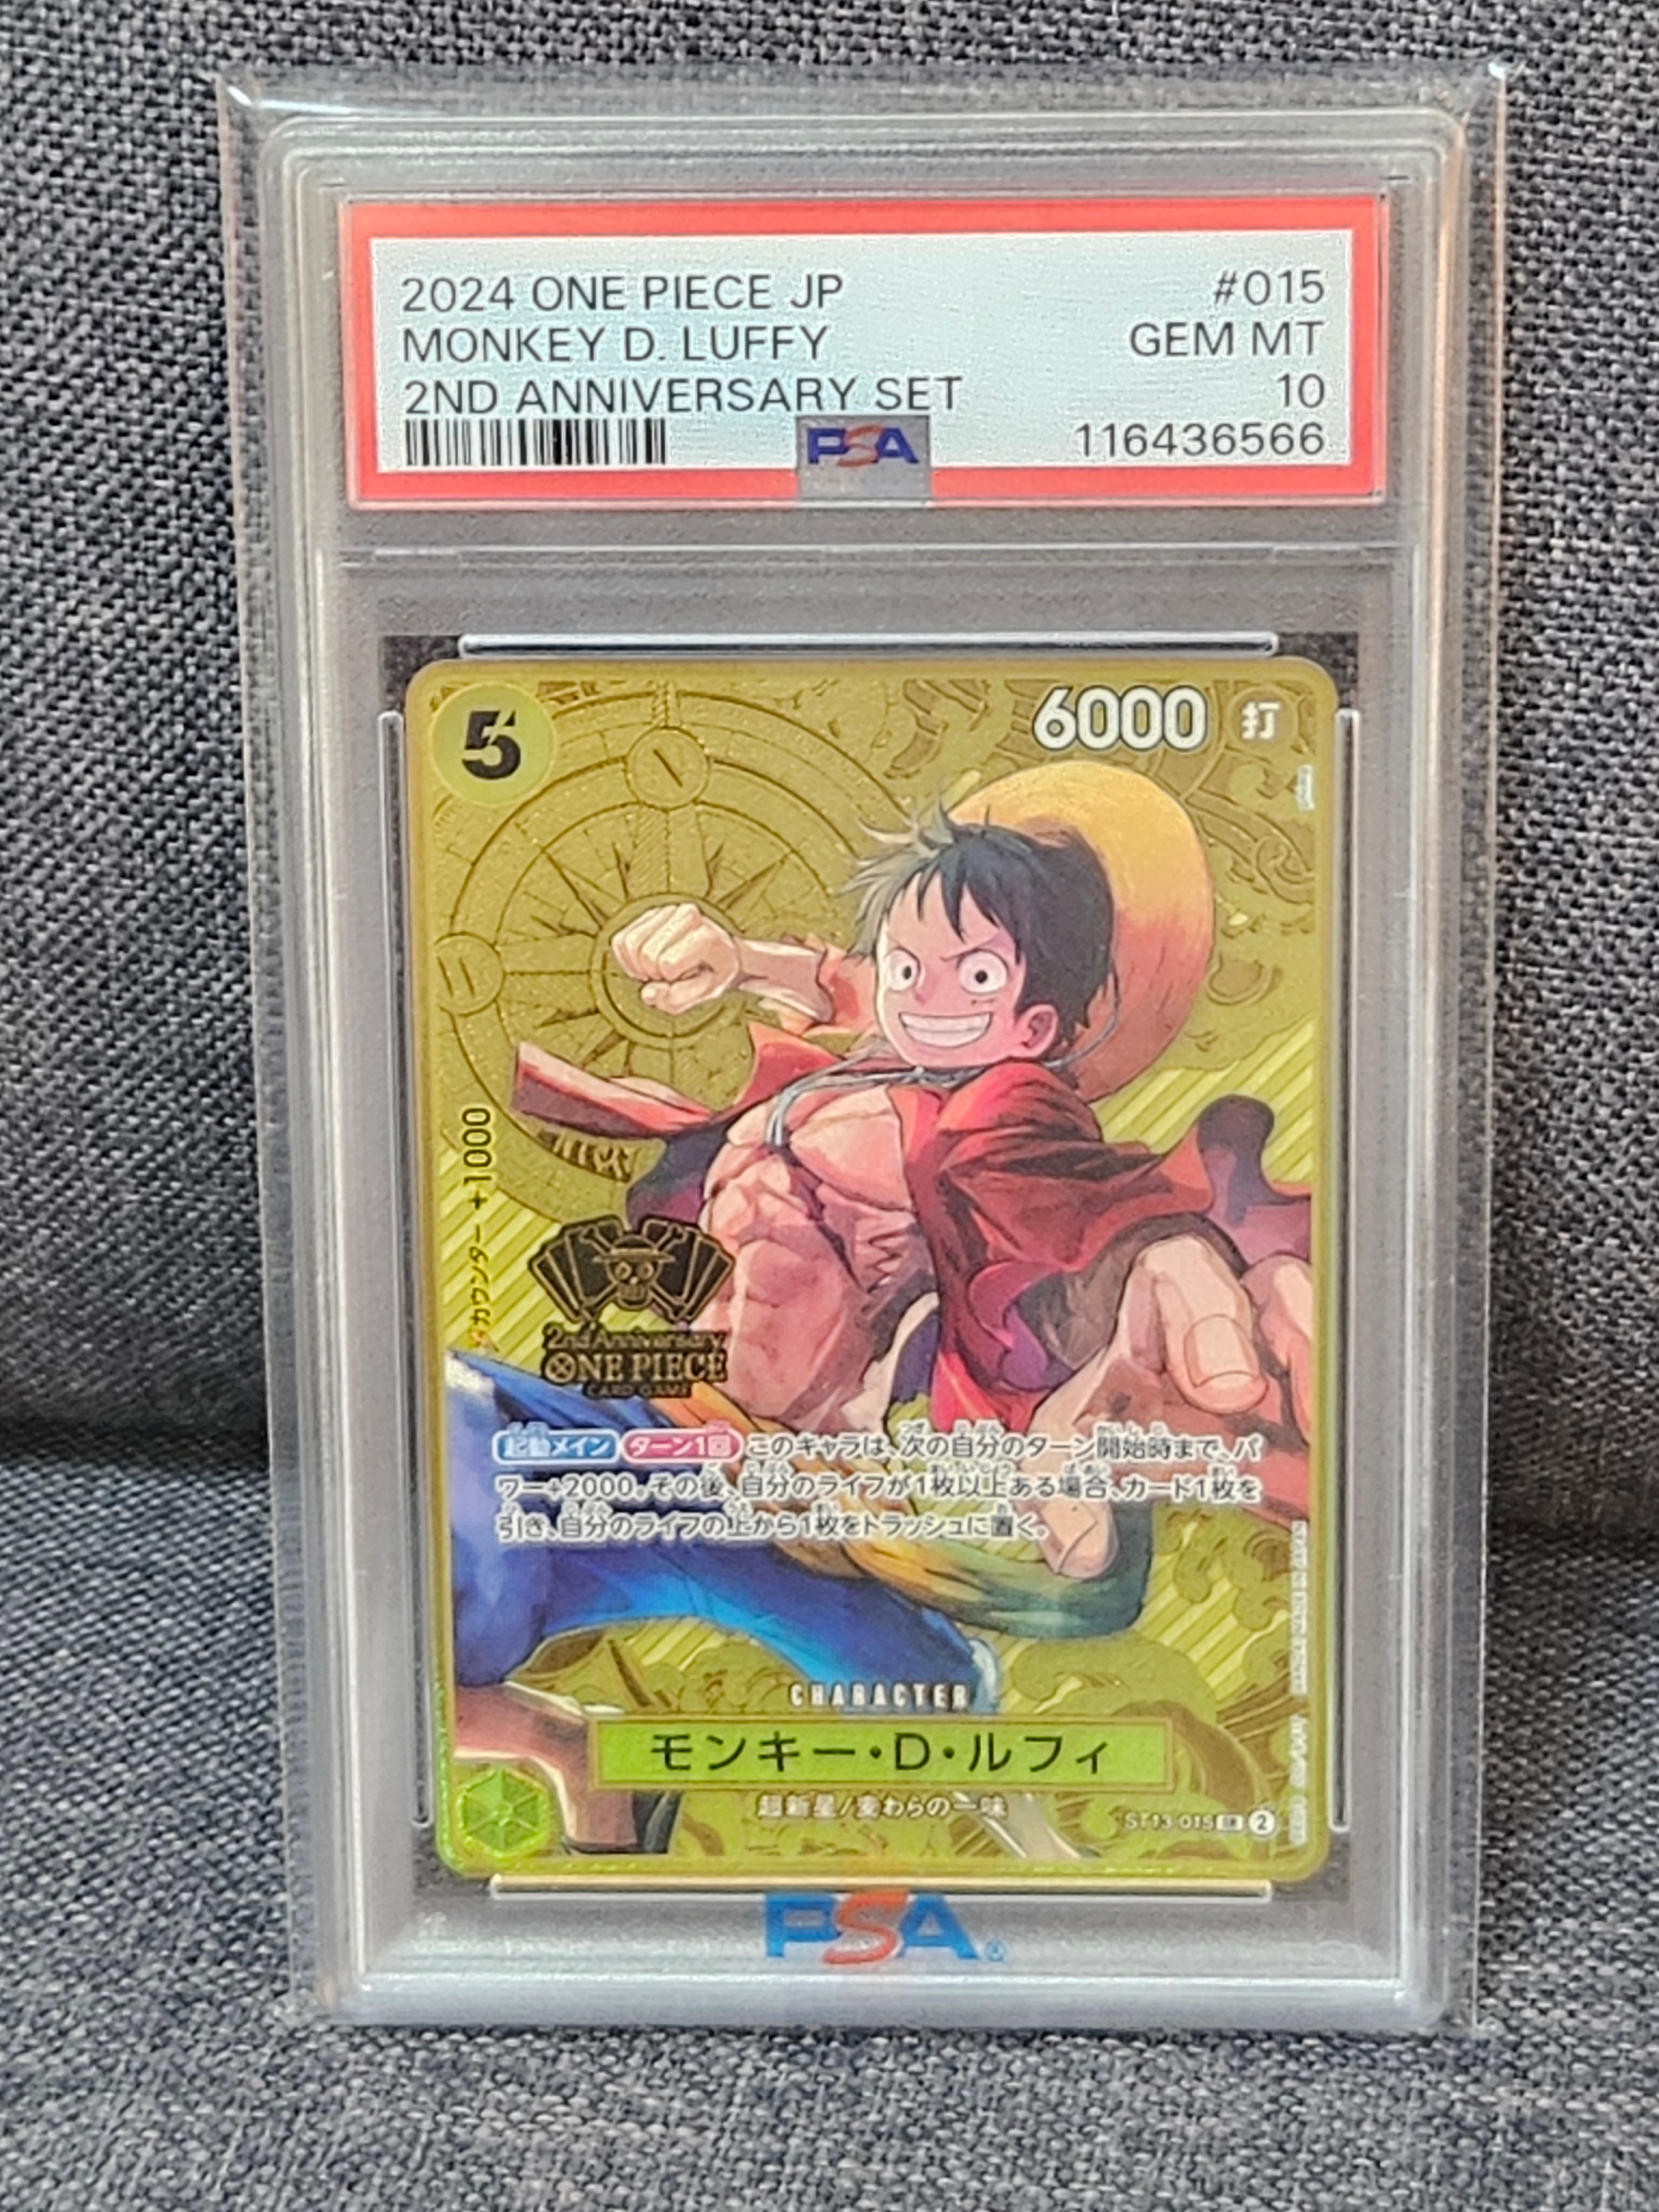 2024 ONE PIECE JP #015
MONKEY D. LUFFY GEM MT
2ND ANNIVERSARY SET 10
PSA 116436566
5 6000 打
カウンター +1000
2nd Anniversary
ONE PIECE
CARD GAME
起動メイン ターン1回 このキャラは、次の自分のターン開始時まで、パ
ワー+2000。その後、自分のライフが1枚以上ある場合、カード1枚を
引き、自分のライフの上から1枚をトラッシュに置く。
CHARACTER
モンキー・D・ルフィ
超新星/麦わらの一味
ST13-015 SR 2
PSA